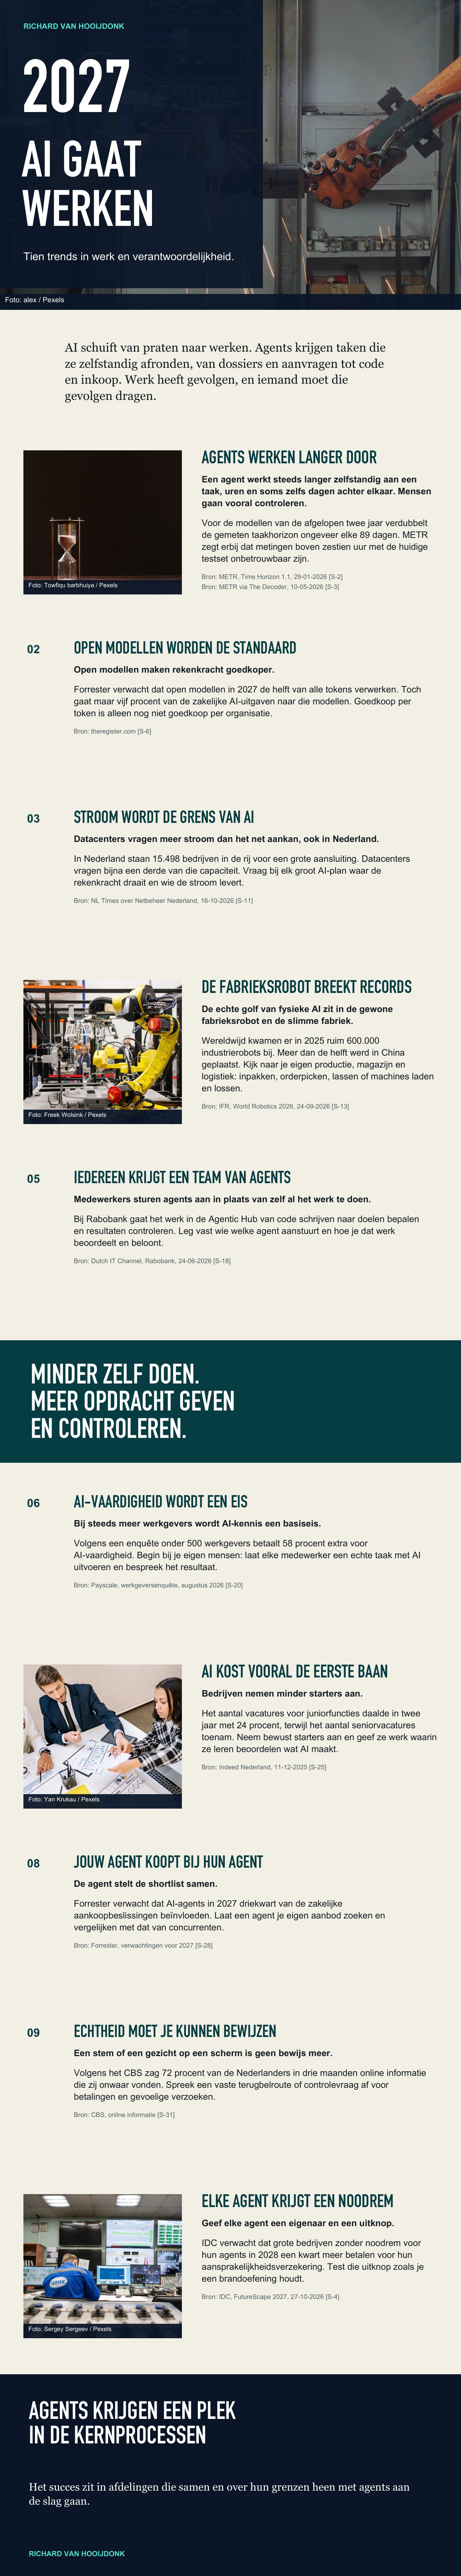 RICHARD VAN HOOIJDONK
2027
AI GAAT
WERKEN
Tien trends in werk en verantwoordelijkheid.
Foto: alex / Pexels
AI schuift van praten naar werken. Agents krijgen taken die
ze zelfstandig afronden, van dossiers en aanvragen tot code
en inkoop. Werk heeft gevolgen, en iemand moet die
gevolgen dragen.
Foto: Towfiqu barbhuiya / Pexels
AGENTS WERKEN LANGER DOOR
Een agent werkt steeds langer zelfstandig aan een
taak, uren en soms zelfs dagen achter elkaar. Mensen
gaan vooral controleren.
Voor de modellen van de afgelopen twee jaar verdubbelt
de gemeten taakhorizon ongeveer elke 89 dagen. METR
zegt erbij dat metingen boven zestien uur met de huidige
testset onbetrouwbaar zijn.
Bron: METR, Time Horizon 1.1, 29-01-2026 [S-2]
Bron: METR via The Decoder, 10-05-2026 [S-3]
02
OPEN MODELLEN WORDEN DE STANDAARD
Open modellen maken rekenkracht goedkoper.
Forrester verwacht dat open modellen in 2027 de helft van alle tokens verwerken. Toch
gaat maar vijf procent van de zakelijke AI-uitgaven naar die modellen. Goedkoop per
token is alleen nog niet goedkoop per organisatie.
Bron: theregister.com [S-6]
03
STROOM WORDT DE GRENS VAN AI
Datacenters vragen meer stroom dan het net aankan, ook in Nederland.
In Nederland staan 15.498 bedrijven in de rij voor een grote aansluiting. Datacenters
vragen bijna een derde van die capaciteit. Vraag bij elk groot AI-plan waar de
rekenkracht draait en wie de stroom levert.
Bron: NL Times over Netbeheer Nederland, 16-10-2026 [S-11]
Foto: Freek Wolsink / Pexels
DE FABRIEKSROBOT BREEKT RECORDS
De echte golf van fysieke AI zit in de gewone
fabrieksrobot en de slimme fabriek.
Wereldwijd kwamen er in 2025 ruim 600.000
industrierobots bij. Meer dan de helft werd in China
geplaatst. Kijk naar je eigen productie, magazijn en
logistiek: inpakken, orderpicken, lassen of machines laden
en lossen.
Bron: IFR, World Robotics 2026, 24-09-2026 [S-13]
05
IEDEREEN KRIJGT EEN TEAM VAN AGENTS
Medewerkers sturen agents aan in plaats van zelf al het werk te doen.
Bij Rabobank gaat het werk in de Agentic Hub van code schrijven naar doelen bepalen
en resultaten controleren. Leg vast wie welke agent aanstuurt en hoe je dat werk
beoordeelt en beloont.
Bron: Dutch IT Channel, Rabobank, 24-06-2026 [S-18]
MINDER ZELF DOEN.
MEER OPDRACHT GEVEN
EN CONTROLEREN.
06
AI-VAARDIGHEID WORDT EEN EIS
Bij steeds meer werkgevers wordt AI-kennis een basiseis.
Volgens een enquête onder 500 werkgevers betaalt 58 procent extra voor
AI-vaardigheid. Begin bij je eigen mensen: laat elke medewerker een echte taak met AI
uitvoeren en bespreek het resultaat.
Bron: Payscale, werkgeversenquête, augustus 2026 [S-20]
Foto: Yan Krukau / Pexels
AI KOST VOORAL DE EERSTE BAAN
Bedrijven nemen minder starters aan.
Het aantal vacatures voor juniorfuncties daalde in twee
jaar met 24 procent, terwijl het aantal seniorvacatures
toenam. Neem bewust starters aan en geef ze werk waarin
ze leren beoordelen wat AI maakt.
Bron: Indeed Nederland, 11-12-2025 [S-25]
08
JOUW AGENT KOOPT BIJ HUN AGENT
De agent stelt de shortlist samen.
Forrester verwacht dat AI-agents in 2027 driekwart van de zakelijke
aankoopbeslissingen beïnvloeden. Laat een agent je eigen aanbod zoeken en
vergelijken met dat van concurrenten.
Bron: Forrester, verwachtingen voor 2027 [S-28]
09
ECHTHEID MOET JE KUNNEN BEWIJZEN
Een stem of een gezicht op een scherm is geen bewijs meer.
Volgens het CBS zag 72 procent van de Nederlanders in drie maanden online informatie
die zij onwaar vonden. Spreek een vaste terugbelroute of controlevraag af voor
betalingen en gevoelige verzoeken.
Bron: CBS, online informatie [S-31]
Foto: Sergey Sergeev / Pexels
ELKE AGENT KRIJGT EEN NOODREM
Geef elke agent een eigenaar en een uitknop.
IDC verwacht dat grote bedrijven zonder noodrem voor
hun agents in 2028 een kwart meer betalen voor hun
aansprakelijkheidsverzekering. Test die uitknop zoals je
een brandoefening houdt.
Bron: IDC, FutureScape 2027, 27-10-2026 [S-4]
AGENTS KRIJGEN EEN PLEK
IN DE KERNPROCESSEN
Het succes zit in afdelingen die samen en over hun grenzen heen met agents aan
de slag gaan.
RICHARD VAN HOOIJDONK